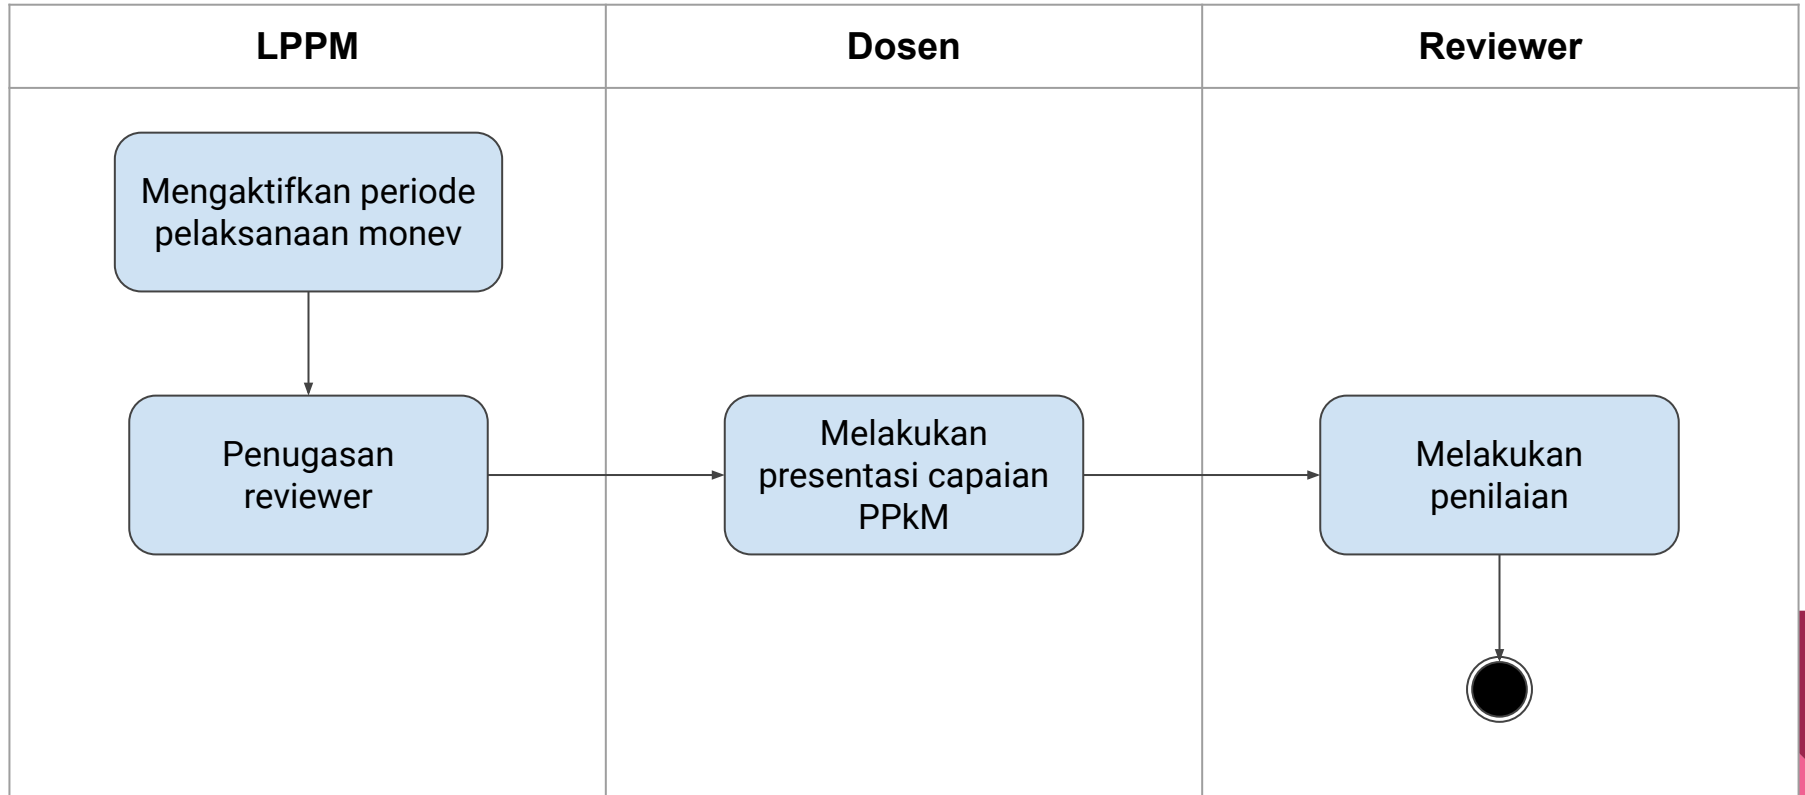 LPPM
Dosen
Reviewer
Mengaktifkan periode
pelaksanaan monev
Penugasan
reviewer
Melakukan
presentasi capaian
PPkM
Melakukan
penilaian